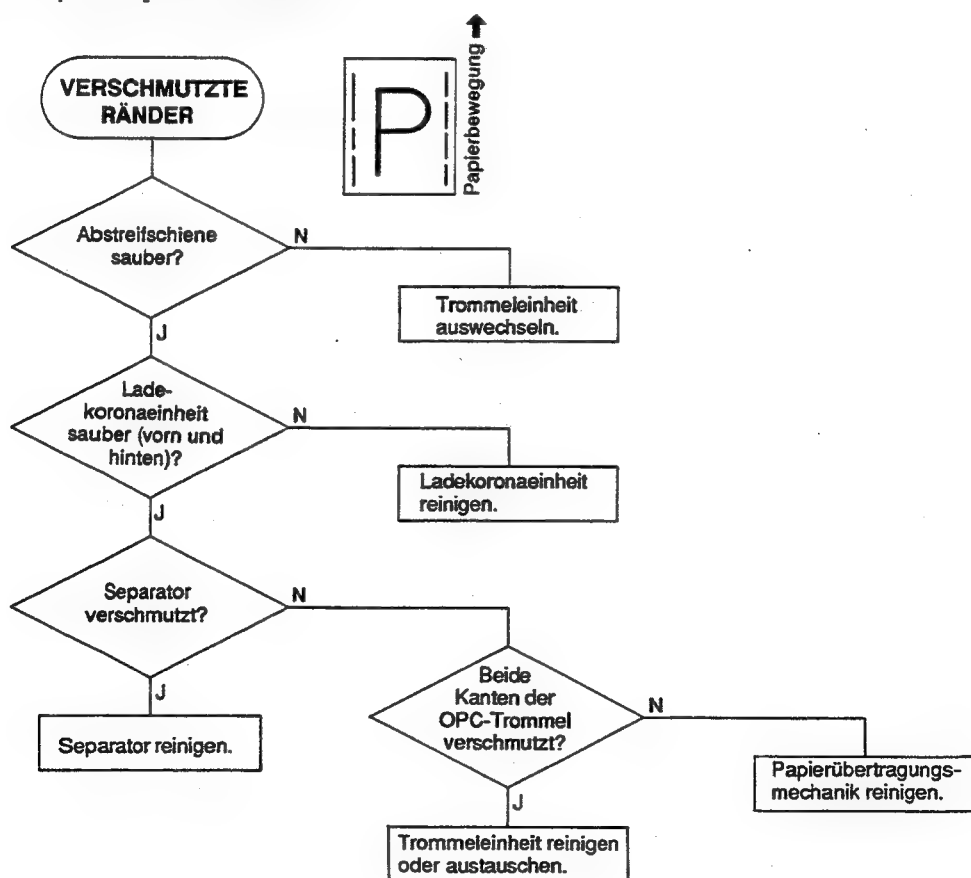 VERSCHMUTZTE
RÄNDER
P
Papierbewegung
Abstreifschiene
sauber?
N
Trommeleinheit
auswechseln.
J
Lade-
koronaeinheit
sauber (vorn und
hinten)?
N
Ladekoronaeinheit
reinigen.
J
Separator
verschmutzt?
N
J
Separator reinigen.
Beide
Kanten der
OPC-Trommel
verschmutzt?
N
Papierübertragungs-
mechanik reinigen.
J
Trommeleinheit reinigen
oder austauschen.